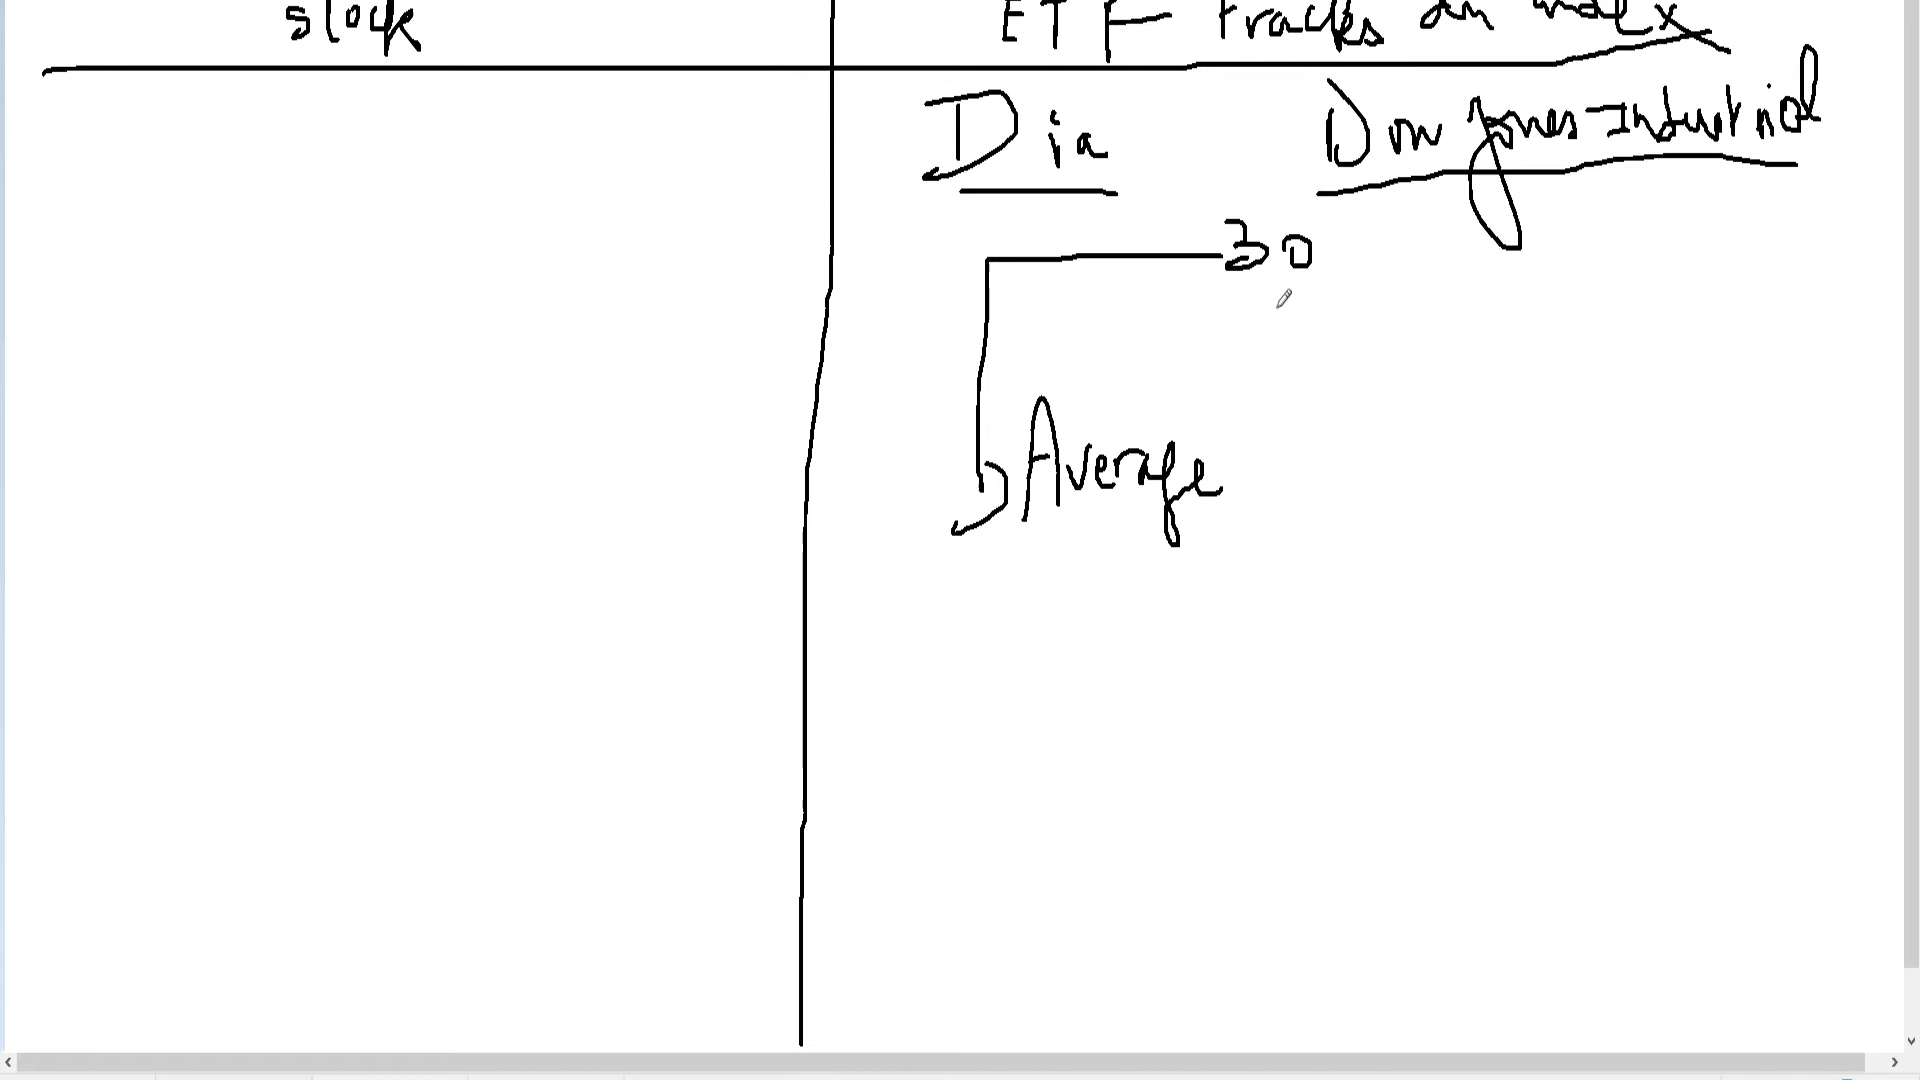 stock
ETF Tracks an index
Dia
Dow Jones Industrial
30
Average